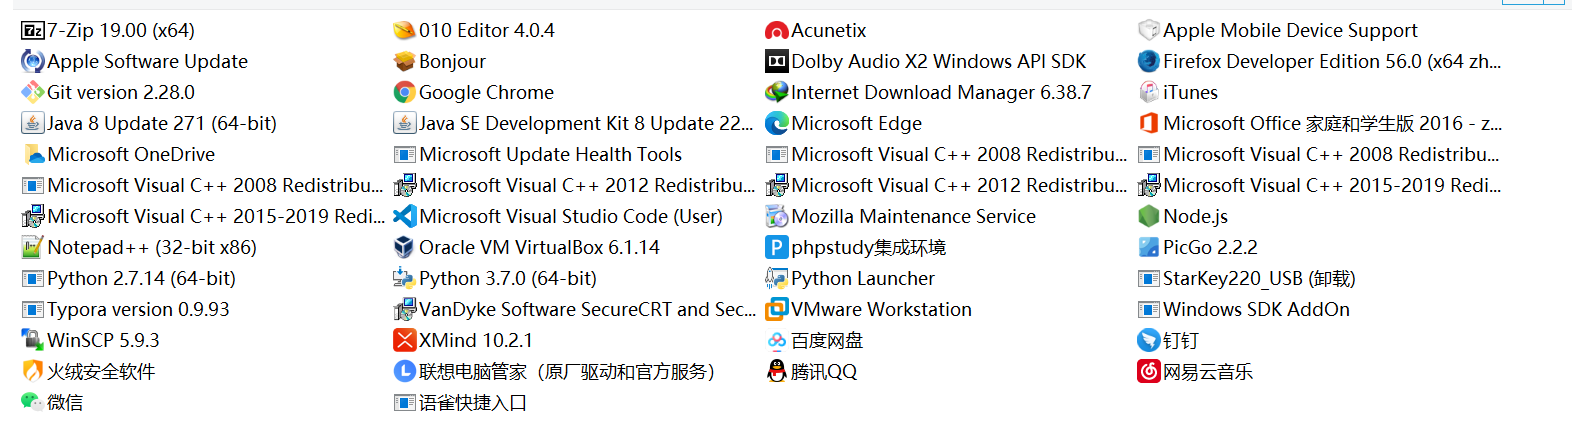 7-Zip 19.00 (x64) 010 Editor 4.0.4 Acunetix Apple Mobile Device Support
Apple Software Update Bonjour Dolby Audio X2 Windows API SDK Firefox Developer Edition 56.0 (x64 zh...
Git version 2.28.0 Google Chrome Internet Download Manager 6.38.7 iTunes
Java 8 Update 271 (64-bit) Java SE Development Kit 8 Update 22... Microsoft Edge Microsoft Office 家庭和学生版 2016 - z...
Microsoft OneDrive Microsoft Update Health Tools Microsoft Visual C++ 2008 Redistribu... Microsoft Visual C++ 2008 Redistribu...
Microsoft Visual C++ 2008 Redistribu... Microsoft Visual C++ 2012 Redistribu... Microsoft Visual C++ 2012 Redistribu... Microsoft Visual C++ 2015-2019 Redi...
Microsoft Visual C++ 2015-2019 Redi... Microsoft Visual Studio Code (User) Mozilla Maintenance Service Node.js
Notepad++ (32-bit x86) Oracle VM VirtualBox 6.1.14 phpstudy集成环境 PicGo 2.2.2
Python 2.7.14 (64-bit) Python 3.7.0 (64-bit) Python Launcher StarKey220_USB (卸载)
Typora version 0.9.93 VanDyke Software SecureCRT and Sec... VMware Workstation Windows SDK AddOn
WinSCP 5.9.3 XMind 10.2.1 百度网盘 钉钉
火绒安全软件 联想电脑管家（原厂驱动和官方服务） 腾讯QQ 网易云音乐
微信 语雀快捷入口